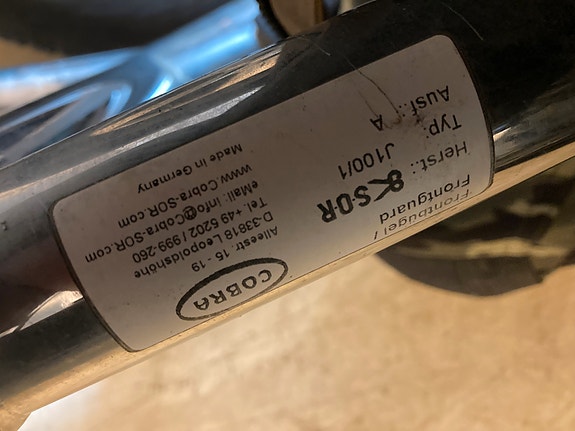 Frontbügel /
Frontguard
Herst.: SOR
Typ.: J100/1
Ausf.: A
COBRA
Alleestr. 15 - 19
D-33818 Leopoldshöhe
Tel. +49 5202 / 999-260
eMail: info@Cobra-SOR.com
www.Cobra-SOR.com
Made in Germany